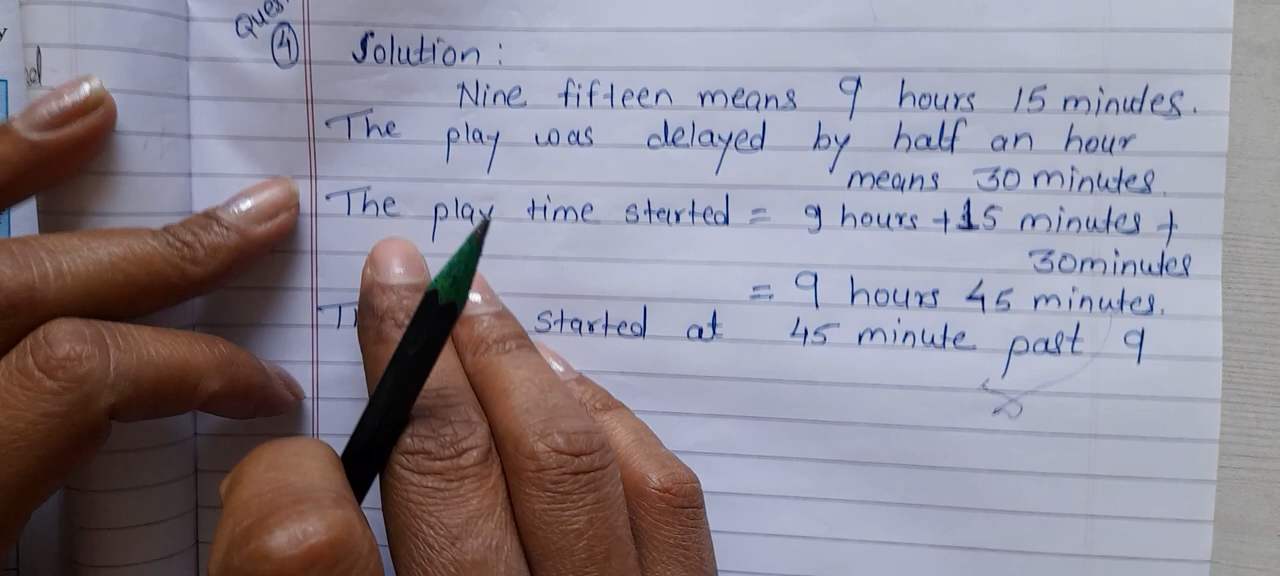 ④ Solution :
Nine fifteen means 9 hours 15 minutes.
The play was delayed by half an hour
means 30 minutes.
The play time started = 9 hours + 15 minutes +
30minutes
= 9 hours 45 minutes.
started at 45 minute past 9